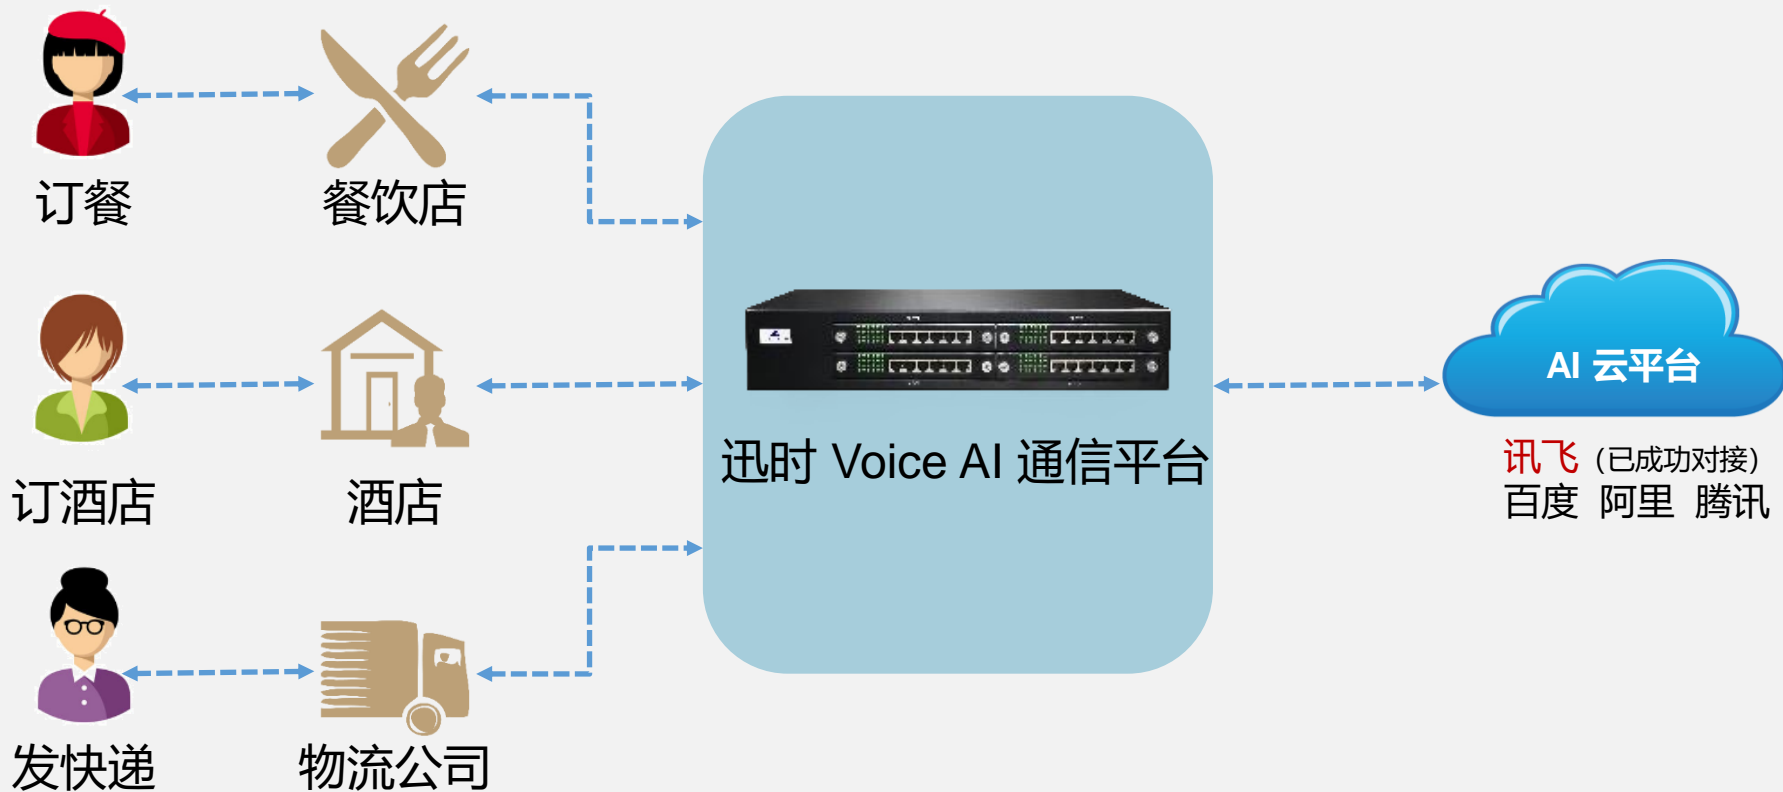 订餐
餐饮店
订酒店
酒店
发快递
物流公司
迅时 Voice AI 通信平台
AI 云平台
讯飞 (已成功对接)
百度 阿里 腾讯